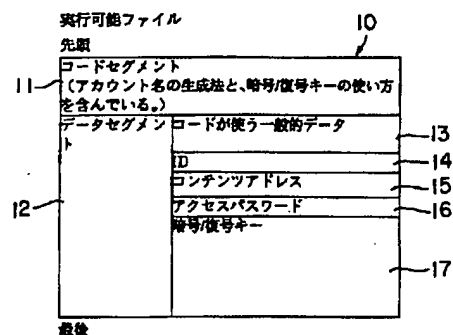 実行可能ファイル
先頭
10
コードセグメント
11
(アカウント名の生成法と、暗号/復号キーの使い方
を含んでいる。)
データセグメン
ト
コードが使う一般的データ
13
ID
14
コンテンツアドレス
15
12
アクセスパスワード
16
暗号/復号キー
17
最後